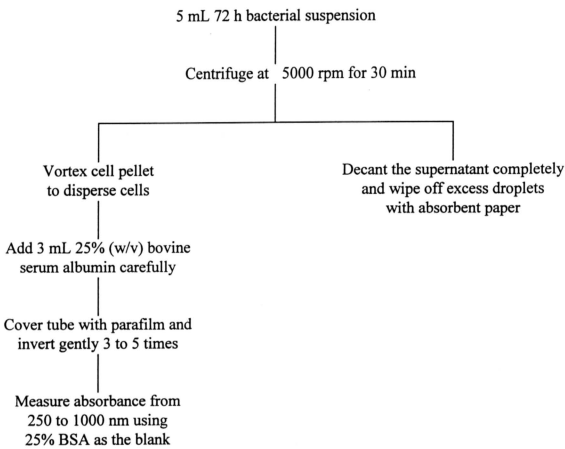 5 mL 72 h bacterial suspension
Centrifuge at 5000 rpm for 30 min
Vortex cell pellet
to disperse cells
Decant the supernatant completely
and wipe off excess droplets
with absorbent paper
Add 3 mL 25% (w/v) bovine
serum albumin carefully
Cover tube with parafilm and
invert gently 3 to 5 times
Measure absorbance from
250 to 1000 nm using
25% BSA as the blank